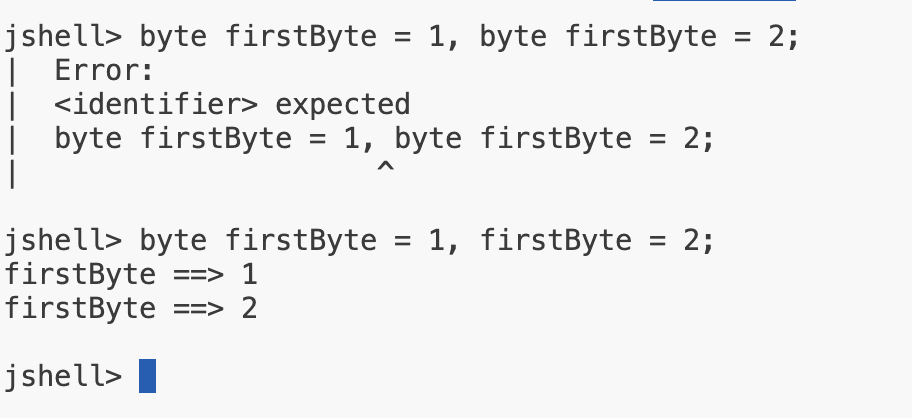 jshell> byte firstByte = 1, byte firstByte = 2;
|  Error:
|  <identifier> expected
|  byte firstByte = 1, byte firstByte = 2;
|                     ^
jshell> byte firstByte = 1, firstByte = 2;
firstByte ==> 1
firstByte ==> 2
jshell>